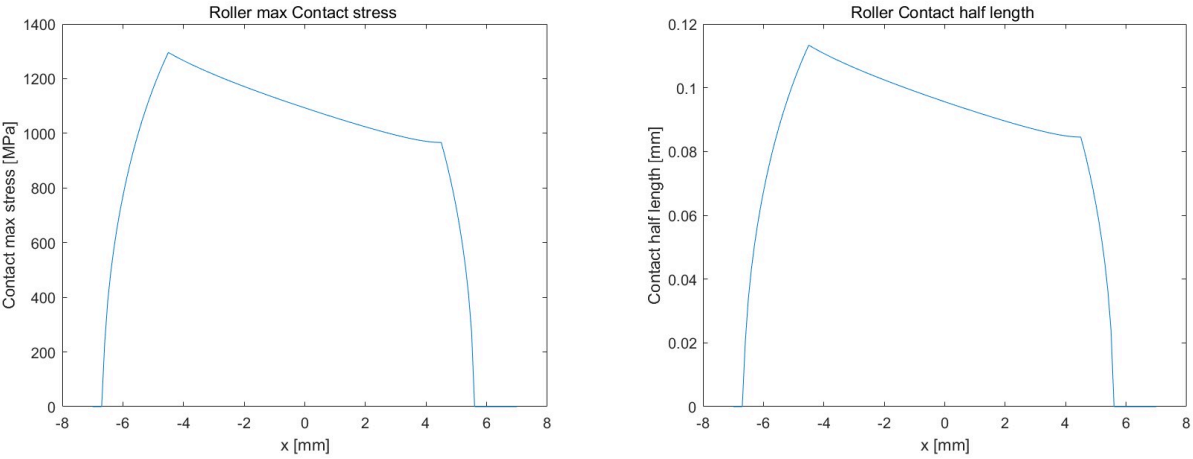 Roller max Contact stress
Contact max stress [MPa]
1400
1200
1000
800
600
400
200
0
-8 -6 -4 -2 0 2 4 6 8
x [mm]
Roller Contact half length
Contact half length [mm]
0.12
0.1
0.08
0.06
0.04
0.02
0
-8 -6 -4 -2 0 2 4 6 8
x [mm]